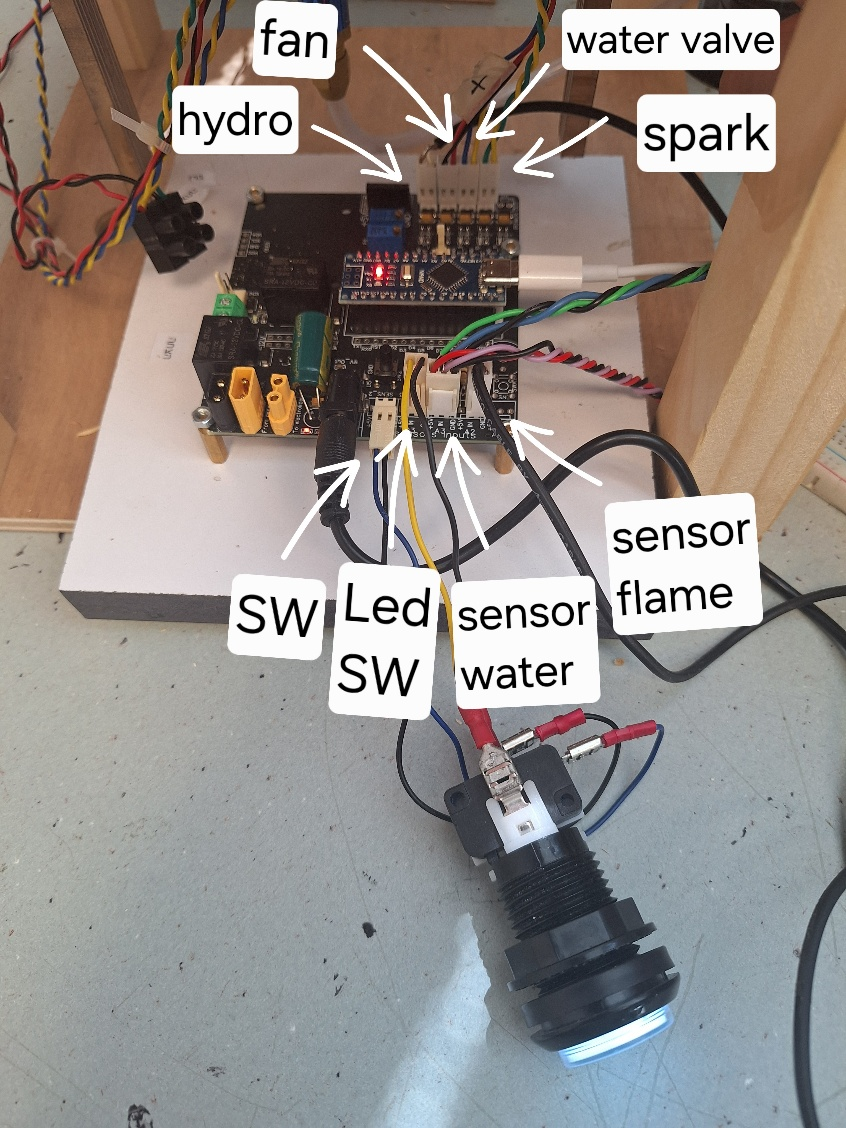 fan
water valve
hydro
spark
sensor
flame
SW
Led
SW
sensor
water